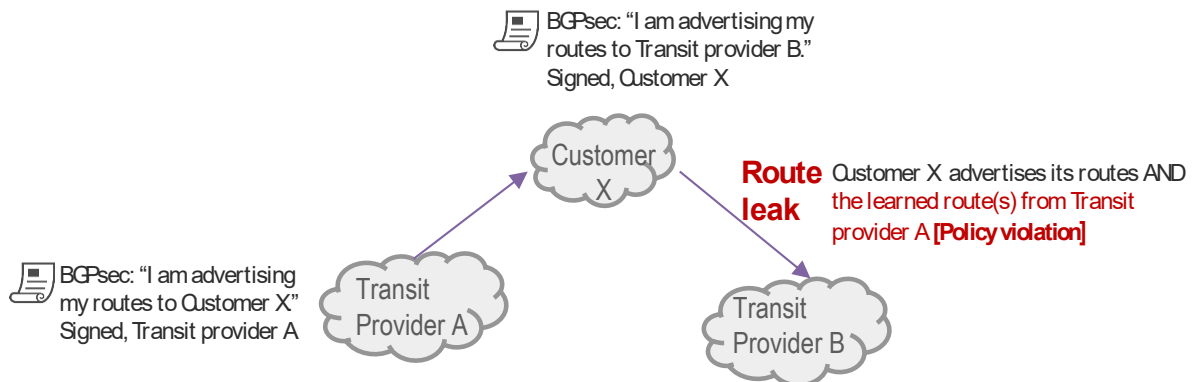 BGPsec: “I am advertising my
routes to Transit provider B.”
Signed, Customer X
Customer
X
Route
leak
Customer X advertises its routes AND
the learned route(s) from Transit
provider A [Policy violation]
BGPsec: “I am advertising
my routes to Customer X”
Signed, Transit provider A
Transit
Provider A
Transit
Provider B